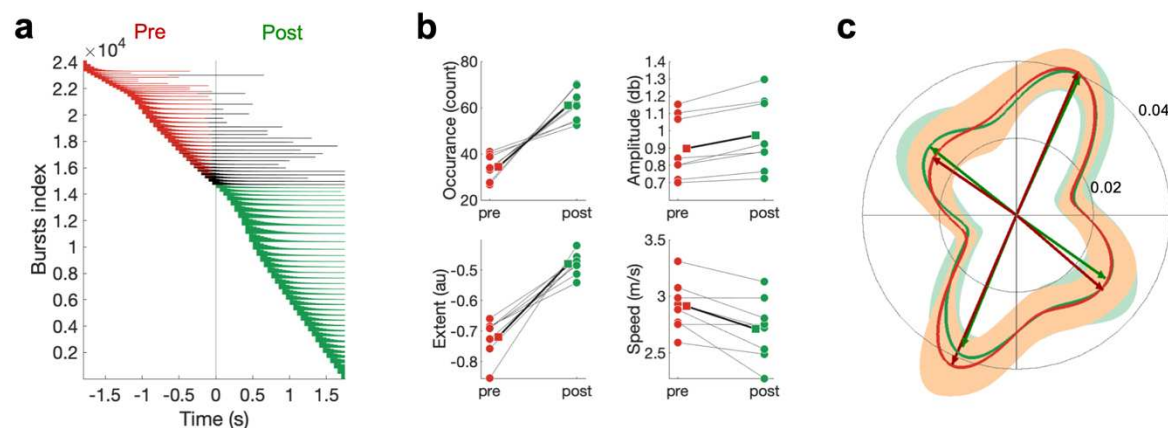 a
Pre
Post
×10⁴
2.4
2.2
2
1.8
1.6
1.4
1.2
1
0.8
0.6
0.4
0.2
Bursts index
-1.5
-1
-0.5
0
0.5
1
1.5
Time (s)
b
80
60
40
20
Occurance (count)
pre
post
1.4
1.3
1.2
1.1
1
0.9
0.8
0.7
Amplitude (db)
pre
post
-0.5
-0.6
-0.7
-0.8
Extent (au)
pre
post
3.5
3
2.5
Speed (m/s)
pre
post
c
0.04
0.02